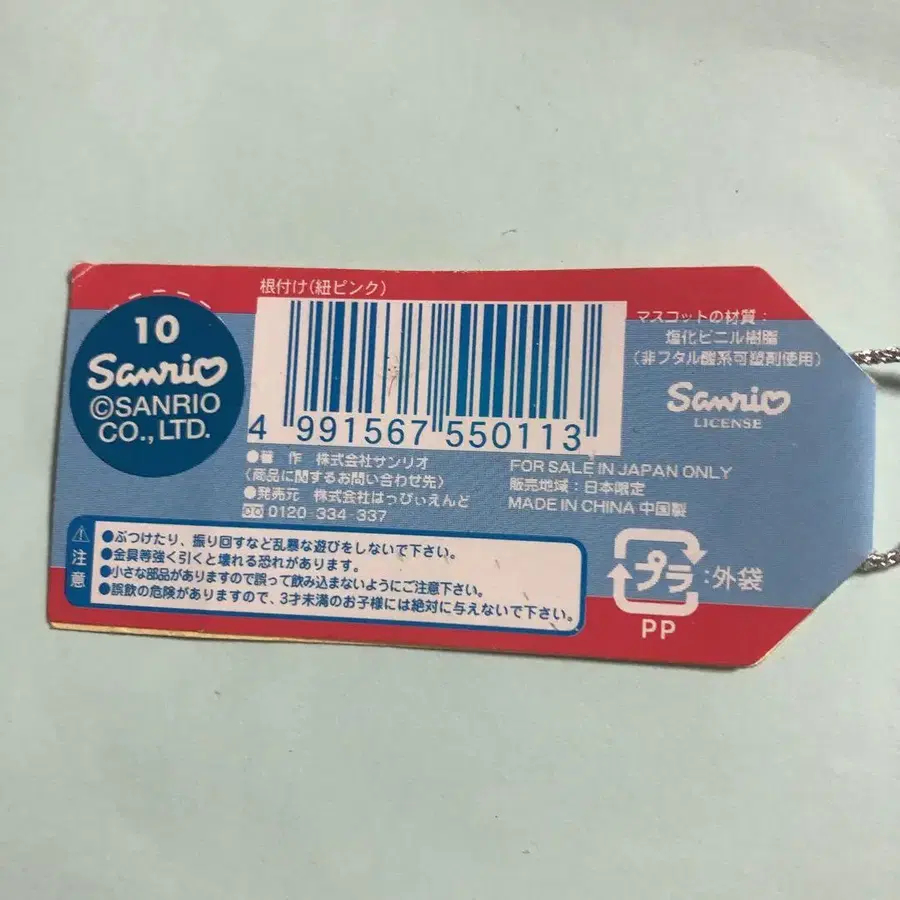 根付け(紐ピンク)
10
Sanrio
©SANRIO
CO.,LTD.
4 991567 550113
マスコットの材質:
塩化ビニル樹脂
(非フタル酸系可塑剤使用)
Sanrio
LICENSE
●著 作 株式会社サンリオ
〈商品に関するお問い合わせ先〉
●発売元 株式会社はっぴぃえんど
0120-334-337
FOR SALE IN JAPAN ONLY
販売地域:日本限定
MADE IN CHINA 中国製
注意
●ぶつけたり、振り回すなど乱暴な遊びをしないで下さい。
●金具等強く引くと壊れる恐れがあります。
●小さな部品がありますので誤って飲み込まないようにご注意下さい。
●誤飲の危険がありますので、3才未満のお子様には絶対に与えないで下さい。
プラ:外袋
PP